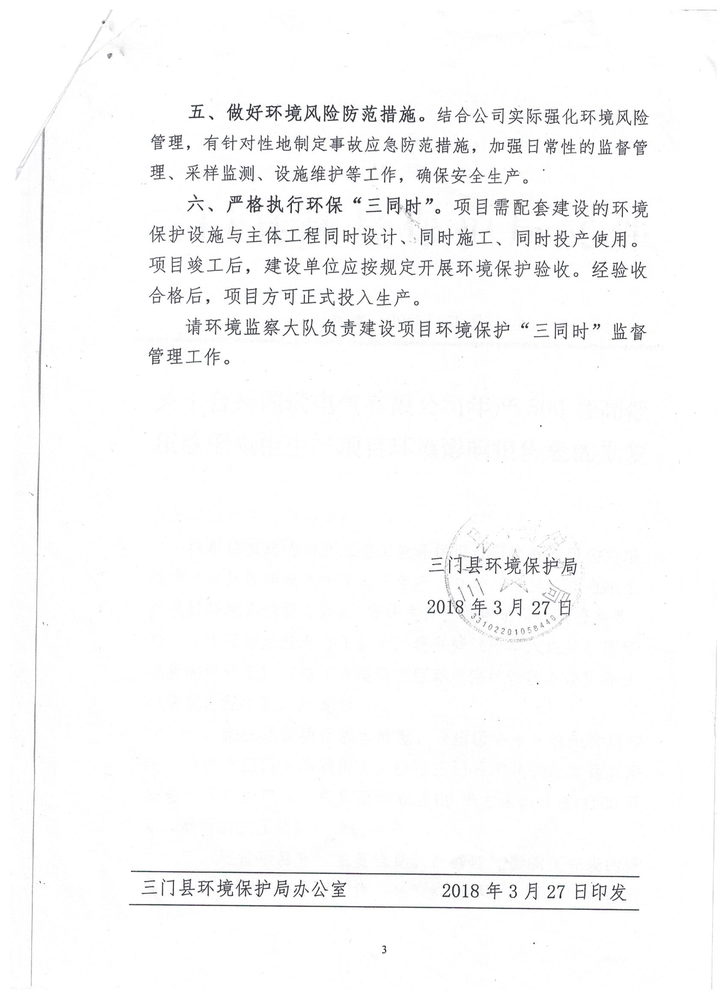 五、做好环境风险防范措施。结合公司实际强化环境风险
管理，有针对性地制定事故应急防范措施，加强日常性的监督管
理、采样监测、设施维护等工作，确保安全生产。
六、严格执行环保“三同时”。项目需配套建设的环境
保护设施与主体工程同时设计、同时施工、同时投产使用。
项目竣工后，建设单位应按规定开展环境保护验收。经验收
合格后，项目方可正式投入生产。
请环境监察大队负责建设项目环境保护“三同时”监督
管理工作。
三门县环境保护局
2018 年 3 月 27 日
33102201058448
三门县环境保护局办公室 2018 年 3 月 27 日印发
3